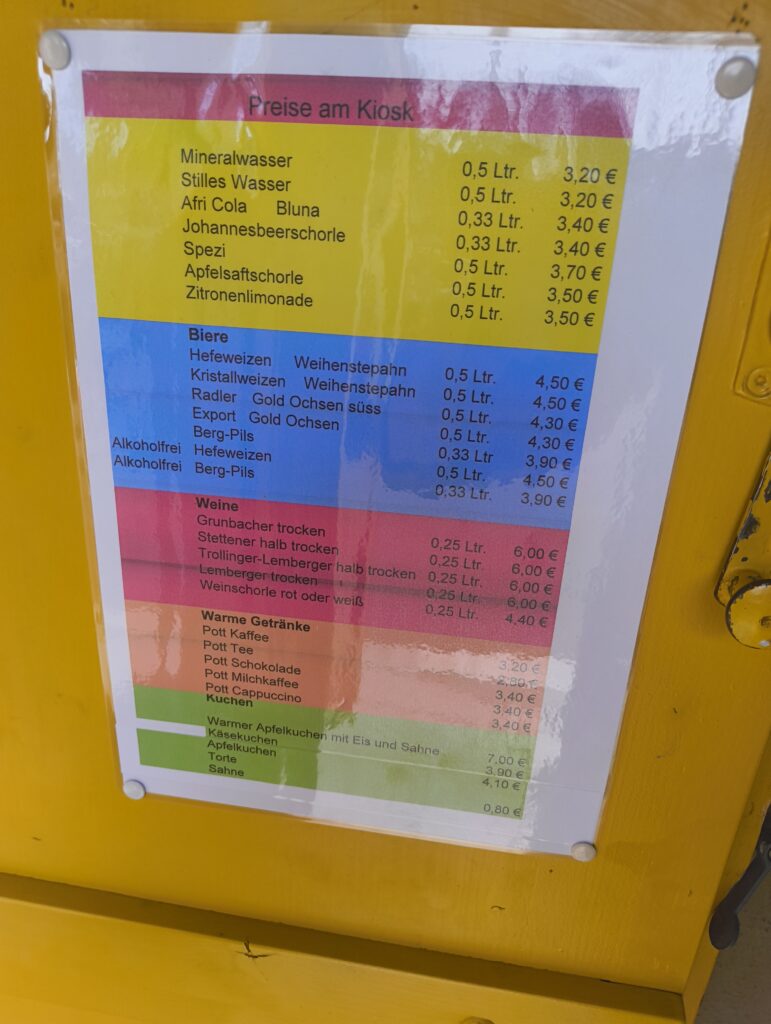 Preise am Kiosk
Mineralwasser 0,5 Ltr. 3,20 €
Stilles Wasser 0,5 Ltr. 3,20 €
Afri Cola Bluna 0,33 Ltr. 3,40 €
Johannesbeerschorle 0,33 Ltr. 3,40 €
Spezi 0,5 Ltr. 3,70 €
Apfelsaftschorle 0,5 Ltr. 3,50 €
Zitronenlimonade 0,5 Ltr. 3,50 €
Biere
Hefeweizen Weihenstepahn 0,5 Ltr. 4,50 €
Kristallweizen Weihenstepahn 0,5 Ltr. 4,50 €
Radler Gold Ochsen süss 0,5 Ltr. 4,30 €
Export Gold Ochsen 0,5 Ltr. 4,30 €
Berg-Pils 0,33 Ltr 3,90 €
Alkoholfrei Hefeweizen 0,5 Ltr. 4,50 €
Alkoholfrei Berg-Pils 0,33 Ltr. 3,90 €
Weine
Grunbacher trocken 0,25 Ltr. 6,00 €
Stettener halb trocken 0,25 Ltr. 6,00 €
Trollinger-Lemberger halb trocken 0,25 Ltr. 6,00 €
Lemberger trocken 0,25 Ltr. 6,00 €
Weinschorle rot oder weiß 0,25 Ltr. 4,40 €
Warme Getränke
Pott Kaffee 3,20 €
Pott Tee 2,80 €
Pott Schokolade 3,40 €
Pott Milchkaffee 3,40 €
Pott Cappuccino 3,40 €
Kuchen
Warmer Apfelkuchen mit Eis und Sahne 7,00 €
Käsekuchen 3,90 €
Apfelkuchen 4,10 €
Torte
Sahne 0,80 €